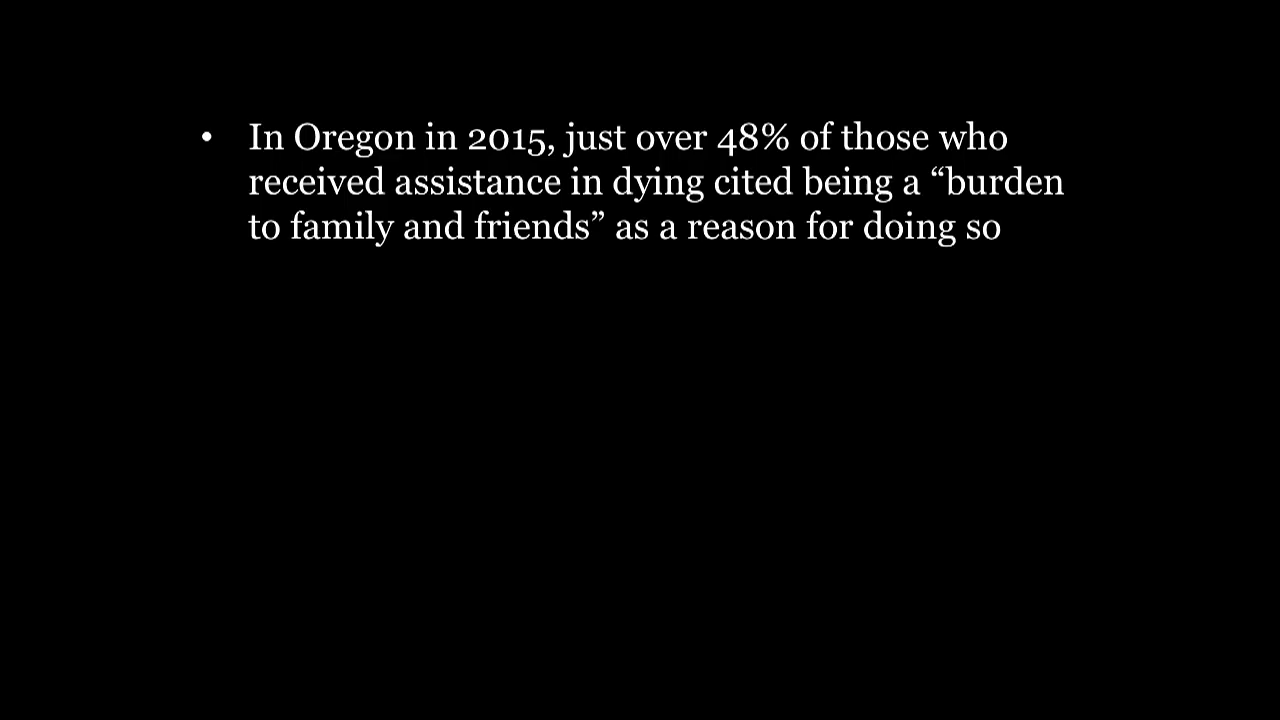 • In Oregon in 2015, just over 48% of those who
received assistance in dying cited being a “burden
to family and friends” as a reason for doing so